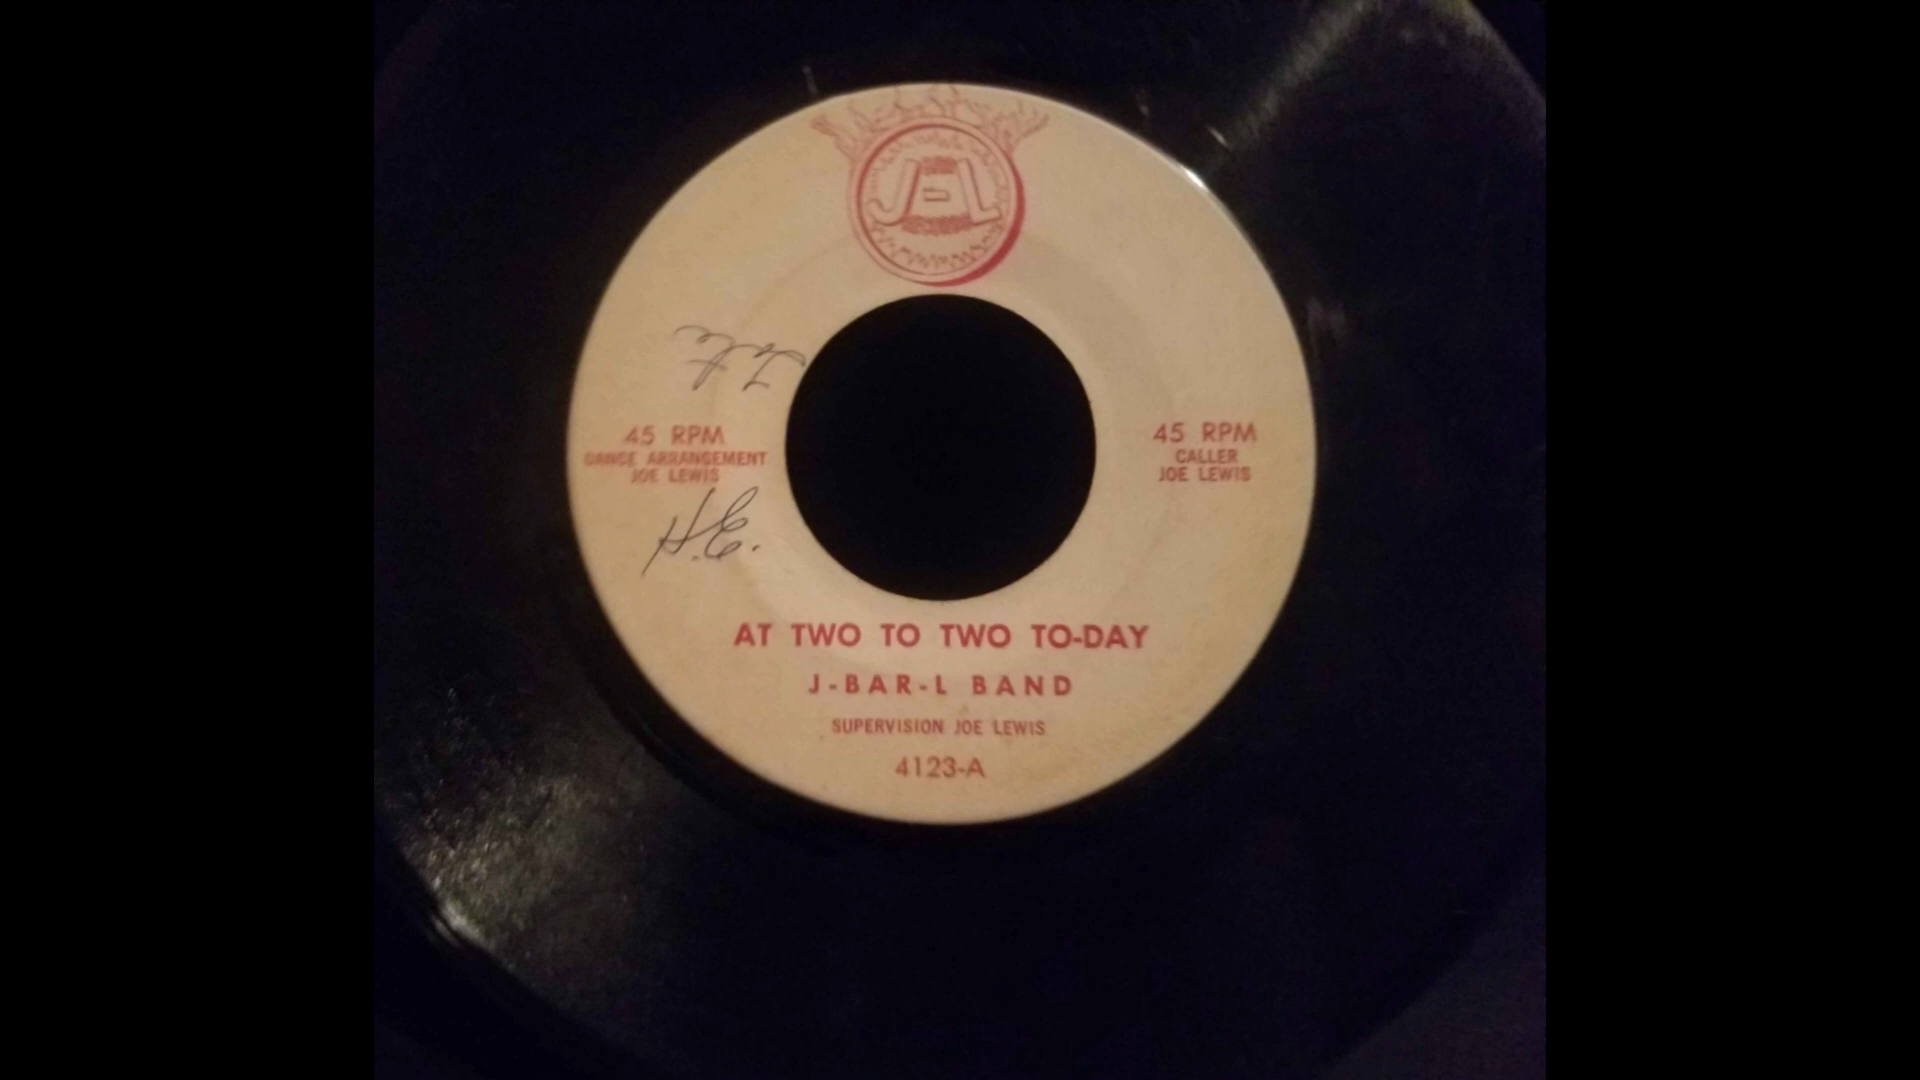 J-L
45 RPM
DANCE ARRANGEMENT
JOE LEWIS
45 RPM
CALLER
JOE LEWIS
H.E.
AT TWO TO TWO TO-DAY
J-BAR-L BAND
SUPERVISION JOE LEWIS
4123-A